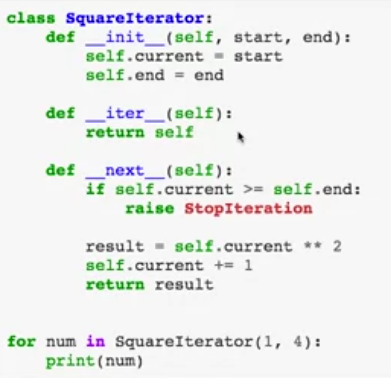 class SquareIterator:
    def __init__(self, start, end):
        self.current = start
        self.end = end

    def __iter__(self):
        return self

    def __next__(self):
        if self.current >= self.end:
            raise StopIteration

        result = self.current ** 2
        self.current += 1
        return result


for num in SquareIterator(1, 4):
    print(num)